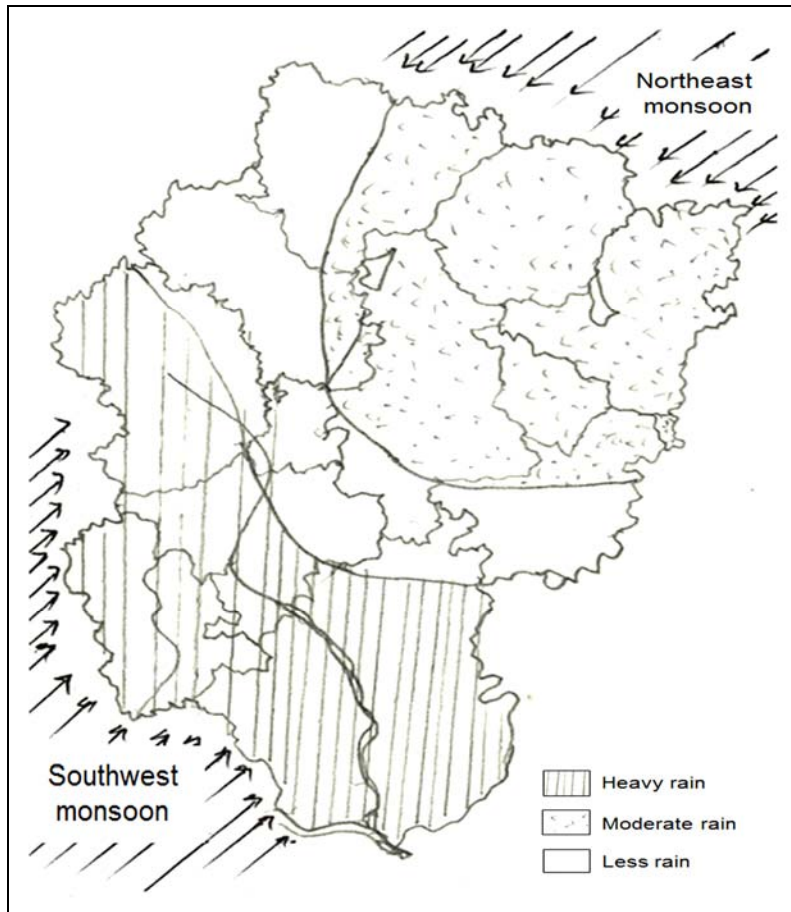 Northeast
monsoon
Southwest
monsoon
Heavy rain
Moderate rain
Less rain